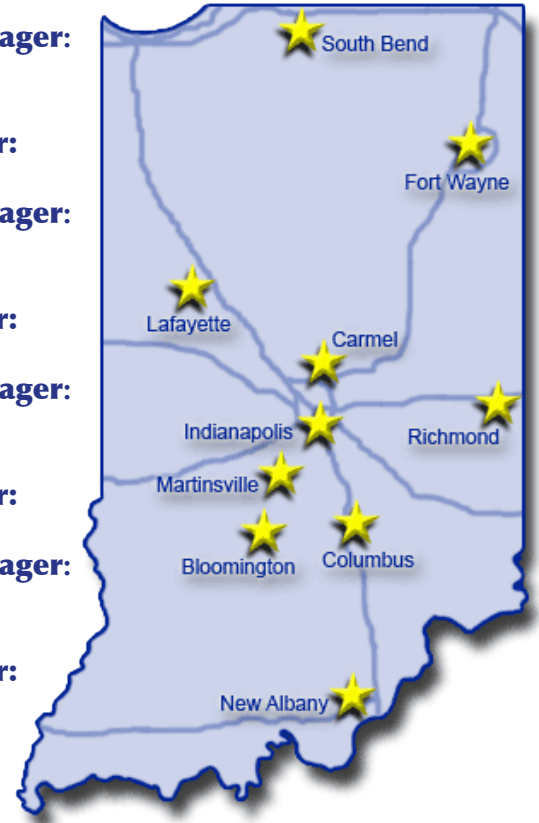 ager:
South Bend
r:
Fort Wayne
ager:
Lafayette
r:
Carmel
ager:
Indianapolis
Richmond
Martinsville
r:
Columbus
Bloomington
ager:
r:
New Albany